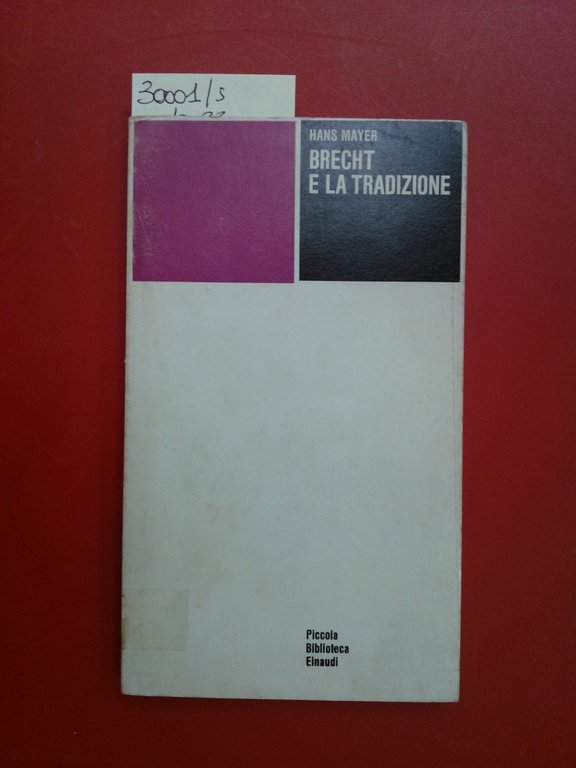 30001/s
HANS MAYER
BRECHT
E LA TRADIZIONE
Piccola
Biblioteca
Einaudi